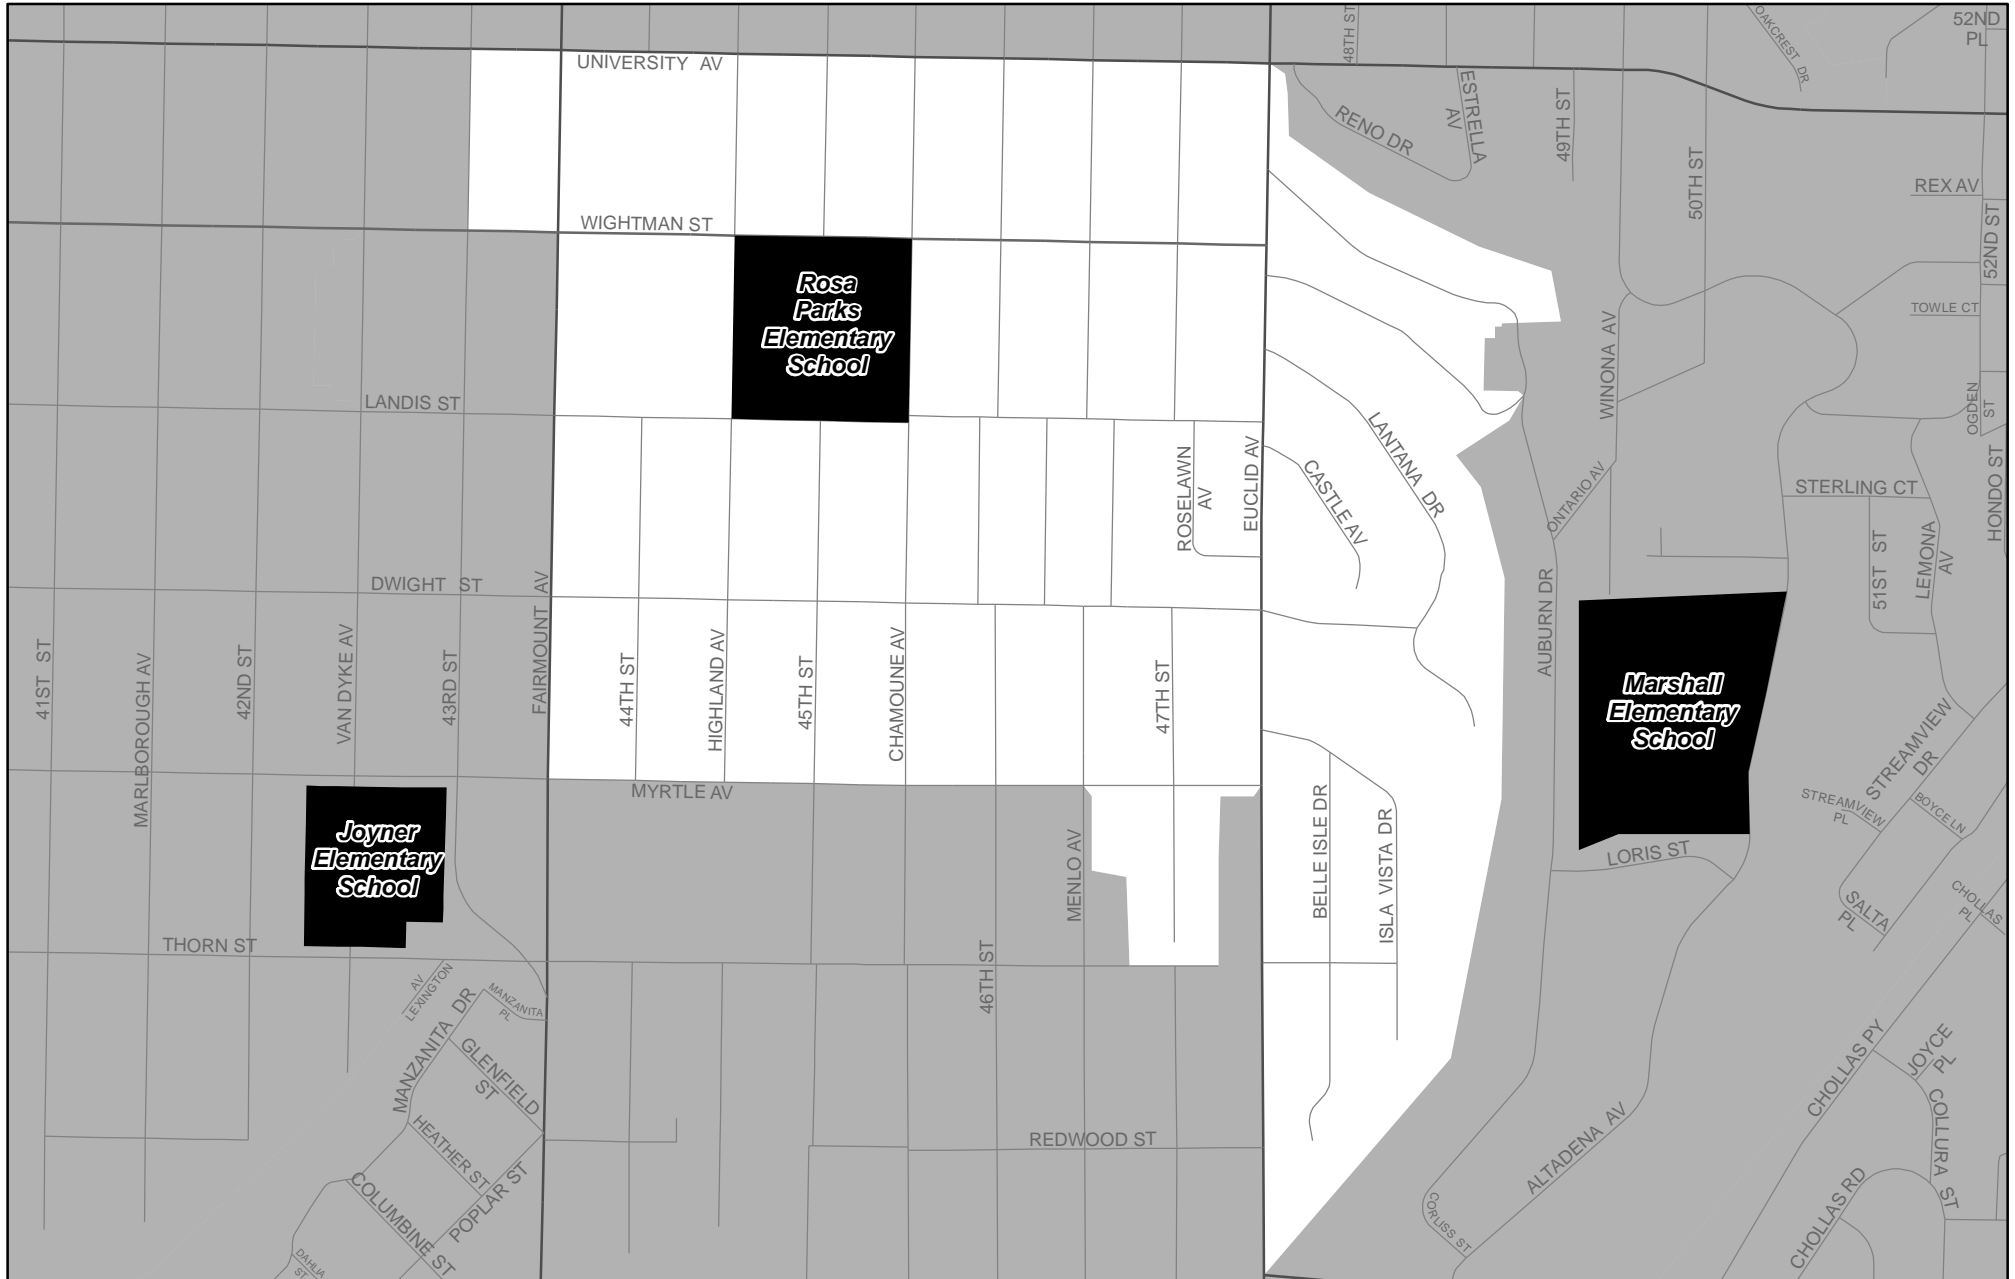 52ND
PL
OAKCREST DR
48TH ST
UNIVERSITY AV
ESTRELLA
AV
49TH ST
RENO DR
50TH ST
REX AV
52ND ST
WIGHTMAN ST
Rosa
Parks
Elementary
School
TOWLE CT
WINONA AV
LANDIS ST
OGDEN
ST
LANTANA DR
CASTLE AV
ROSELAWN
AV
EUCLID AV
ONTARIO AV
STERLING CT
HONDO ST
51ST ST
LEMONA
AV
DWIGHT ST
FAIRMOUNT AV
AUBURN DR
41ST ST
MARLBOROUGH AV
42ND ST
VAN DYKE AV
43RD ST
44TH ST
HIGHLAND AV
45TH ST
CHAMOUNE AV
47TH ST
Marshall
Elementary
School
STREAMVIEW
DR
STREAMVIEW
PL
BOYCE LN
MYRTLE AV
Joyner
Elementary
School
MENLO AV
BELLE ISLE DR
ISLA VISTA DR
LORIS ST
SALTA
PL
CHOLLAS
PL
THORN ST
46TH ST
AV
LEXINGTON
MANZANITA DR
MANZANITA
PL
GLENFIELD
ST
HEATHER ST
COLUMBINE ST
POPLAR ST
DAHLIA
ST
REDWOOD ST
CHOLLAS PY
JOYCE
PL
COLLURA ST
ALTADENA AV
CORLISS ST
CHOLLAS RD